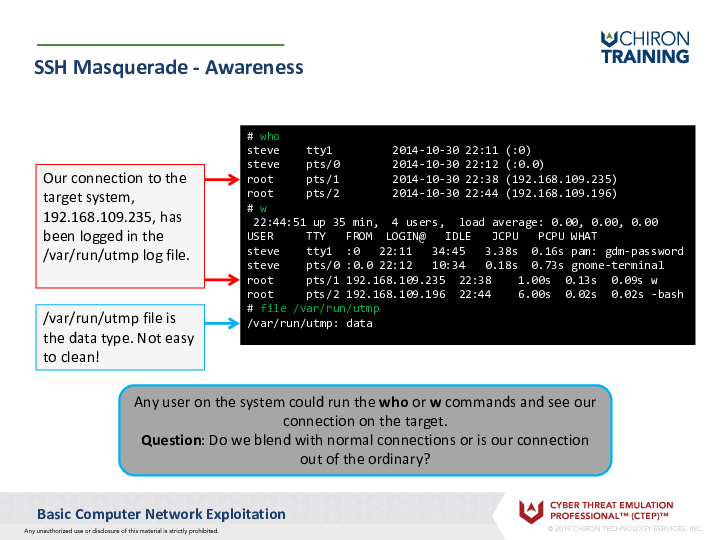 CHIRON
TRAINING
SSH Masquerade - Awareness
Our connection to the
target system,
192.168.109.235, has
been logged in the
/var/run/utmp log file.
/var/run/utmp file is
the data type. Not easy
to clean!
# who
steve    tty1         2014-10-30 22:11 (:0)
steve    pts/0        2014-10-30 22:12 (:0.0)
root     pts/1        2014-10-30 22:38 (192.168.109.235)
root     pts/2        2014-10-30 22:44 (192.168.109.196)
# w
 22:44:51 up 35 min,  4 users,  load average: 0.00, 0.00, 0.00
USER     TTY   FROM  LOGIN@   IDLE   JCPU   PCPU WHAT
steve    tty1  :0   22:11   34:45   3.38s  0.16s pam: gdm-password
steve    pts/0 :0.0 22:12   10:34   0.18s  0.73s gnome-terminal
root     pts/1 192.168.109.235  22:38    1.00s  0.13s  0.09s w
root     pts/2 192.168.109.196  22:44    6.00s  0.02s  0.02s -bash
# file /var/run/utmp
/var/run/utmp: data
Any user on the system could run the who or w commands and see our
connection on the target.
Question: Do we blend with normal connections or is our connection
out of the ordinary?
Basic Computer Network Exploitation
Any unauthorized use or disclosure of this material is strictly prohibited.
CYBER THREAT EMULATION
PROFESSIONAL™ (CTEP)™
© 2019 CHIRON TECHNOLOGY SERVICES, INC.